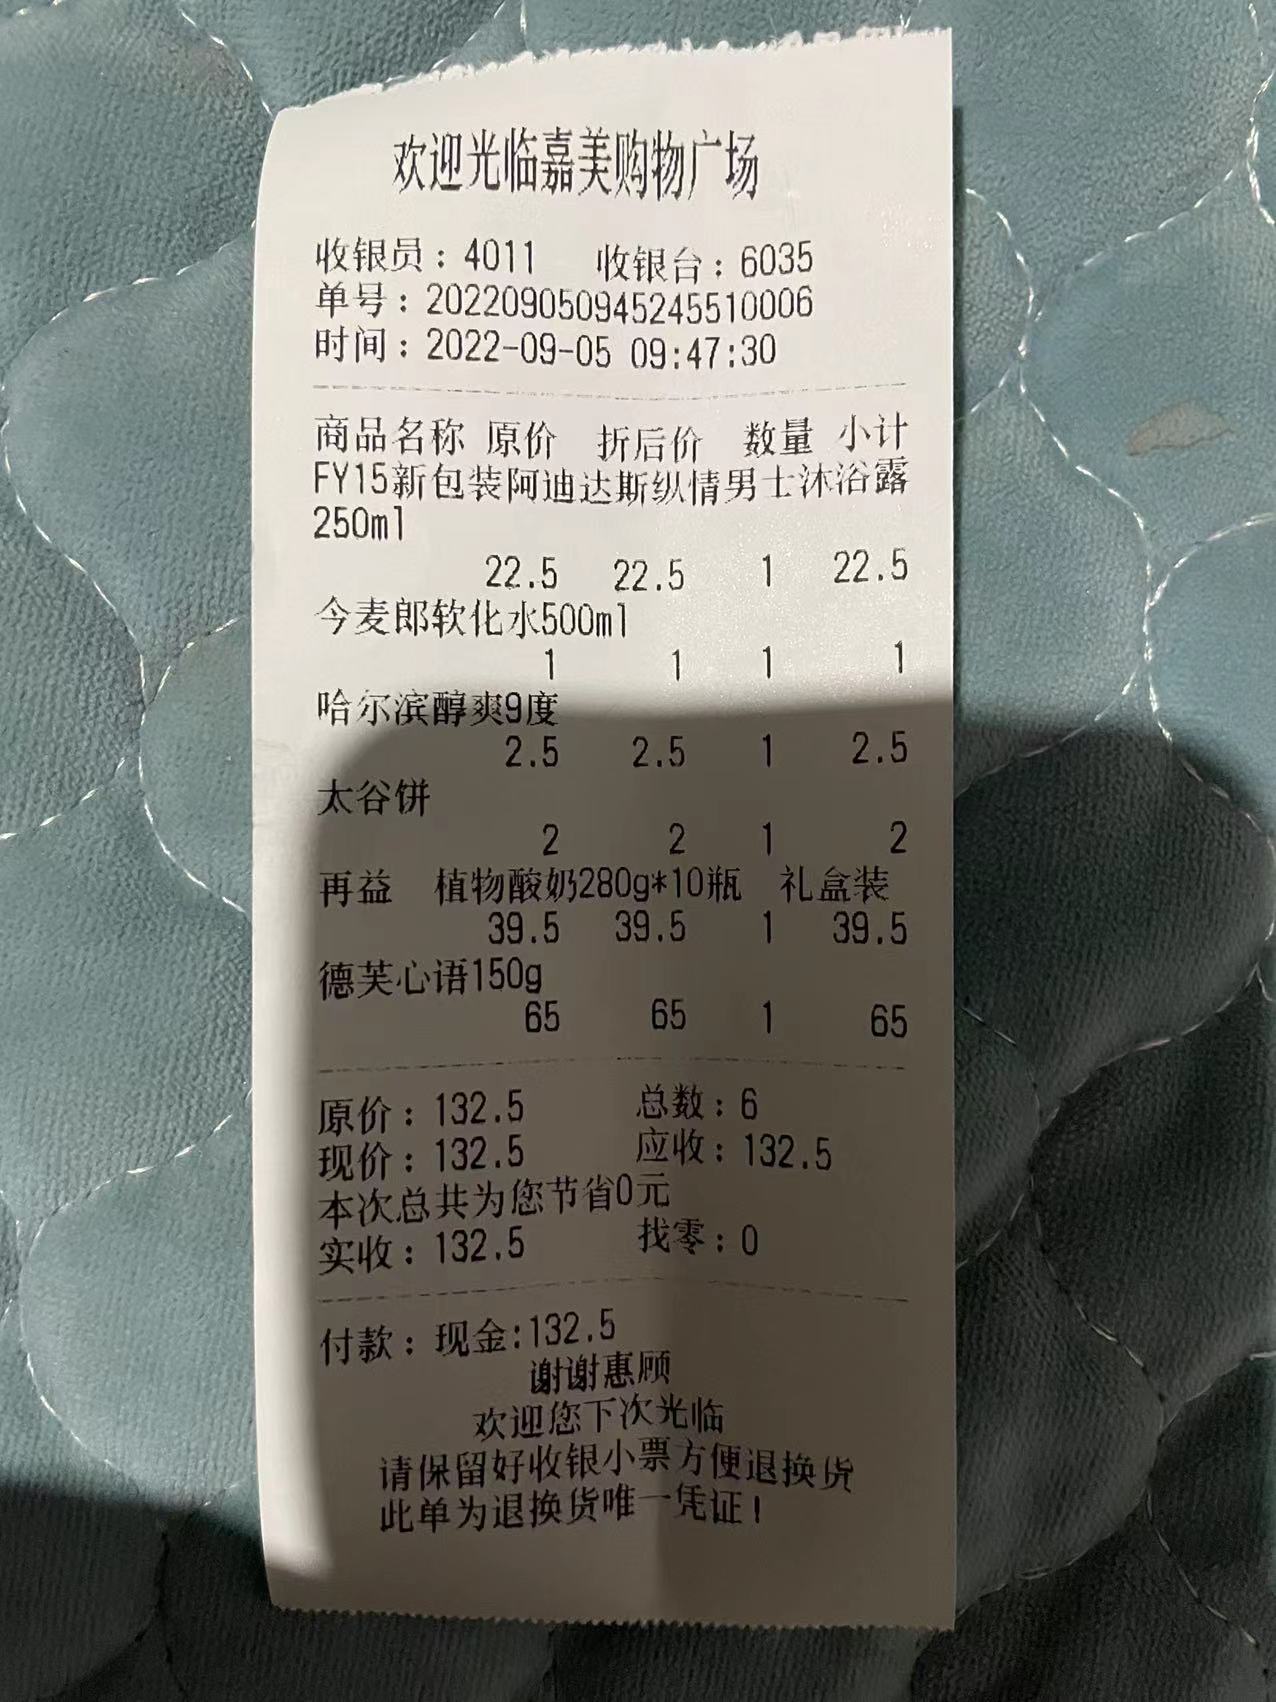 欢迎光临嘉美购物广场
收银员：4011 收银台：6035
单号：202209050945245510006
时间：2022-09-05 09:47:30
商品名称 原价 折后价 数量 小计
FY15新包装阿迪达斯纵情男士沐浴露
250ml
22.5 22.5 1 22.5
今麦郎软化水500ml
1 1 1 1
哈尔滨醇爽9度
2.5 2.5 1 2.5
太谷饼
2 2 1 2
再益 植物酸奶280g*10瓶 礼盒装
39.5 39.5 1 39.5
德芙心语150g
65 65 1 65
原价：132.5 总数：6
现价：132.5 应收：132.5
本次总共为您节省0元
实收：132.5 找零：0
付款：现金:132.5
谢谢惠顾
欢迎您下次光临
请保留好收银小票方便退换货
此单为退换货唯一凭证！